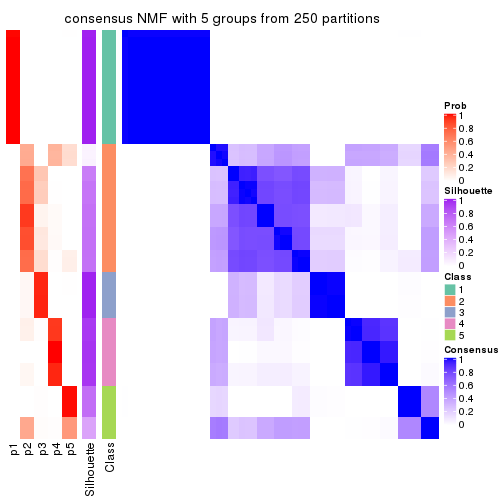 consensus NMF with 5 groups from 250 partitions
Prob
1
0.8
0.6
0.4
0.2
0
Silhouette
1
0.8
0.6
0.4
0.2
0
Class
1
2
3
4
5
Consensus
1
0.8
0.6
0.4
0.2
0
p1
p2
p3
p4
p5
Silhouette
Class